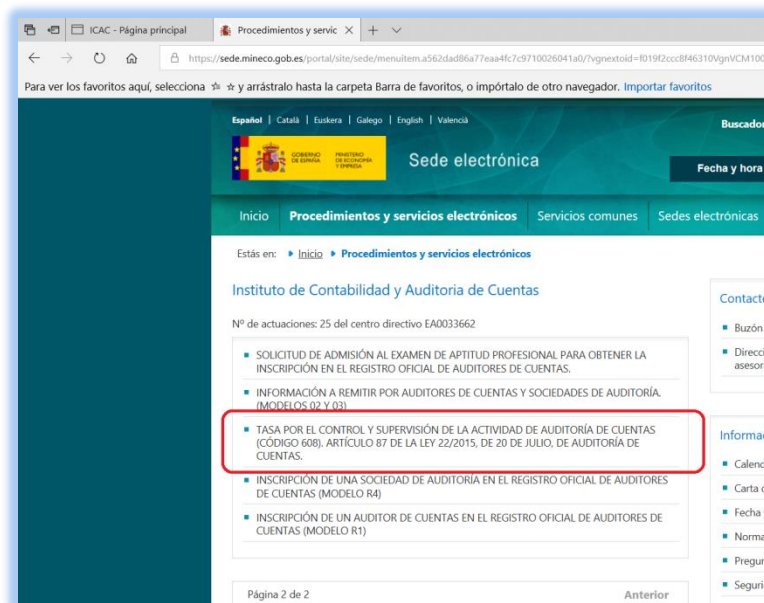 ICAC - Página principal
Procedimientos y servic
https://sede.mineco.gob.es/portal/site/sede/menuitem.a562dad86a77eaa4fc7c9710026041a0/?vgnextoid=f019f2ccc8f46310VgnVCM100
Para ver los favoritos aquí, selecciona y arrástralo hasta la carpeta Barra de favoritos, o impórtalo de otro navegador. Importar favoritos
Español | Català | Euskera | Galego | English | Valencià
Buscador
GOBIERNO DE ESPAÑA
MINISTERIO DE ECONOMÍA Y EMPRESA
Sede electrónica
Fecha y hora
Inicio Procedimientos y servicios electrónicos Servicios comunes Sedes electrónicas
Estás en: Inicio Procedimientos y servicios electrónicos
Instituto de Contabilidad y Auditoria de Cuentas
Nº de actuaciones: 25 del centro directivo EA0033662
SOLICITUD DE ADMISIÓN AL EXAMEN DE APTITUD PROFESIONAL PARA OBTENER LA
INSCRIPCIÓN EN EL REGISTRO OFICIAL DE AUDITORES DE CUENTAS.
INFORMACIÓN A REMITIR POR AUDITORES DE CUENTAS Y SOCIEDADES DE AUDITORÍA.
(MODELOS 02 Y 03)
TASA POR EL CONTROL Y SUPERVISIÓN DE LA ACTIVIDAD DE AUDITORÍA DE CUENTAS
(CÓDIGO 608). ARTÍCULO 87 DE LA LEY 22/2015, DE 20 DE JULIO, DE AUDITORÍA DE
CUENTAS.
INSCRIPCIÓN DE UNA SOCIEDAD DE AUDITORÍA EN EL REGISTRO OFICIAL DE AUDITORES
DE CUENTAS (MODELO R4)
INSCRIPCIÓN DE UN AUDITOR DE CUENTAS EN EL REGISTRO OFICIAL DE AUDITORES DE
CUENTAS (MODELO R1)
Página 2 de 2
Anterior
Contacto
Buzón
Direcci
asesor
Informa
Calend
Carta
Fecha
Norma
Pregun
Seguri